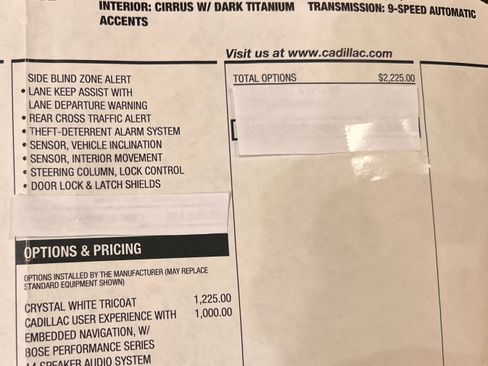 INTERIOR: CIRRUS W/ DARK TITANIUM ACCENTS
TRANSMISSION: 9-SPEED AUTOMATIC
Visit us at www.cadillac.com
SIDE BLIND ZONE ALERT
• LANE KEEP ASSIST WITH
LANE DEPARTURE WARNING
• REAR CROSS TRAFFIC ALERT
• THEFT-DETERRENT ALARM SYSTEM
• SENSOR, VEHICLE INCLINATION
• SENSOR, INTERIOR MOVEMENT
• STEERING COLUMN, LOCK CONTROL
• DOOR LOCK & LATCH SHIELDS
OPTIONS & PRICING
OPTIONS INSTALLED BY THE MANUFACTURER (MAY REPLACE
STANDARD EQUIPMENT SHOWN)
CRYSTAL WHITE TRICOAT 1,225.00
CADILLAC USER EXPERIENCE WITH 1,000.00
EMBEDDED NAVIGATION, W/
BOSE PERFORMANCE SERIES
14 SPEAKER AUDIO SYSTEM
TOTAL OPTIONS $2,225.00